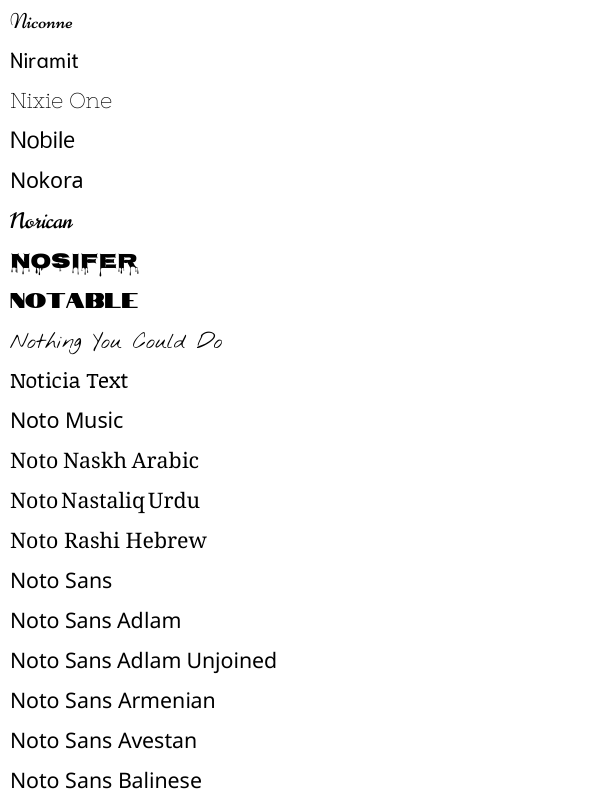 Niconne
Niramit
Nixie One
Nobile
Nokora
Norican
NOSIFER
NOTABLE
Nothing You Could Do
Noticia Text
Noto Music
Noto Naskh Arabic
Noto Nastaliq Urdu
Noto Rashi Hebrew
Noto Sans
Noto Sans Adlam
Noto Sans Adlam Unjoined
Noto Sans Armenian
Noto Sans Avestan
Noto Sans Balinese